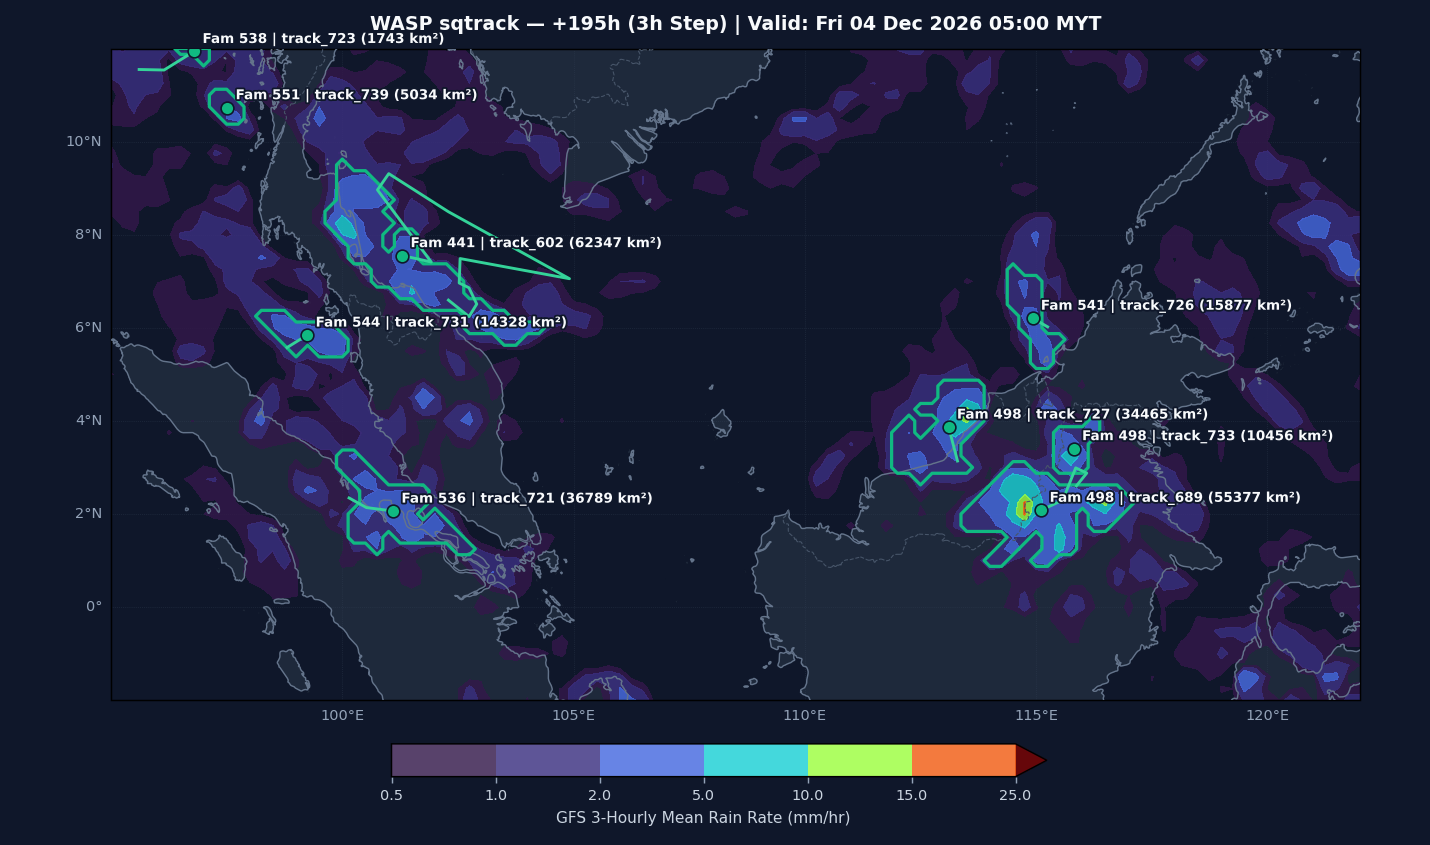 WASP sqtrack — +195h (3h Step) | Valid: Fri 04 Dec 2026 05:00 MYT
Fam 538 | track_723 (1743 km²)
Fam 551 | track_739 (5034 km²)
10°N
8°N
Fam 441 | track_602 (62347 km²)
Fam 541 | track_726 (15877 km²)
6°N
Fam 544 | track_731 (14328 km²)
4°N
Fam 498 | track_727 (34465 km²)
Fam 498 | track_733 (10456 km²)
Fam 536 | track_721 (36789 km²)
Fam 498 | track_689 (55377 km²)
2°N
0°
100°E 105°E 110°E 115°E 120°E
0.5 1.0 2.0 5.0 10.0 15.0 25.0
GFS 3-Hourly Mean Rain Rate (mm/hr)